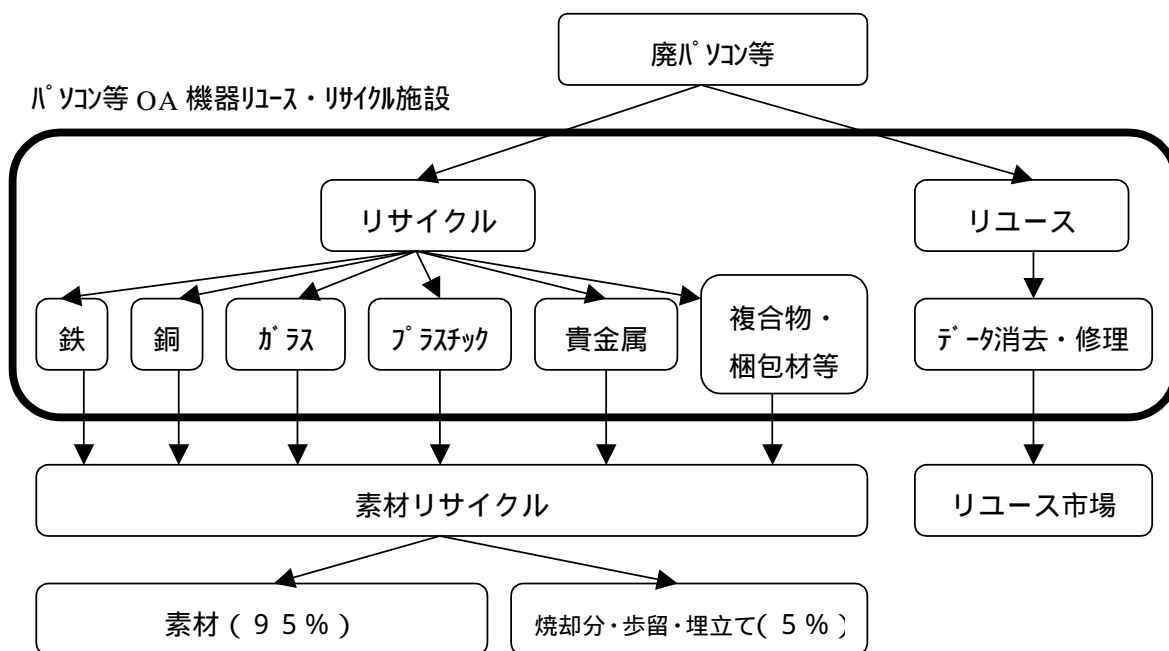 廃ﾊﾟｿｺﾝ等
ﾊﾟｿｺﾝ等 OA 機器ﾘﾕｰｽ・ﾘｻｲｸﾙ施設
リサイクル
リユース
鉄
銅
ｶﾞﾗｽ
ﾌﾟﾗｽﾁｯｸ
貴金属
複合物・
梱包材等
ﾃﾞｰﾀ消去・修理
素材リサイクル
リユース市場
素材(95%)
焼却分・歩留・埋立て(5%)